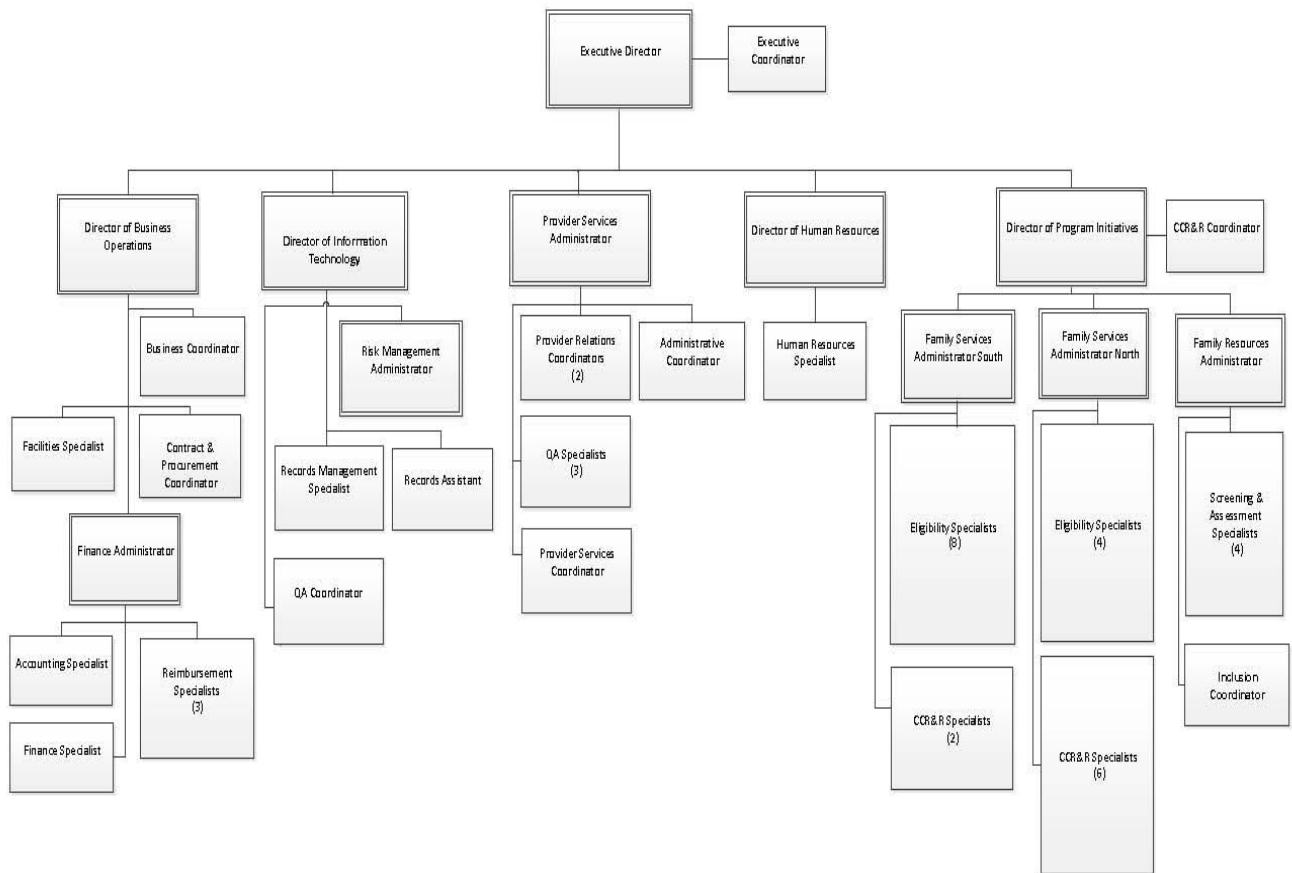 Executive Director
Executive
Coordinator
Director of Business
Operations
Director of Information
Technology
Provider Services
Administrator
Director of Human Resources
Director of Program Initiatives
CCR&R Coordinator
Business Coordinator
Risk Management
Administrator
Provider Relations
Coordinators
(2)
Administrative
Coordinator
Human Resources
Specialist
Family Services
Administrator South
Family Services
Administrator North
Family Resources
Administrator
Facilities Specialist
Contract &
Procurement
Coordinator
Records Management
Specialist
Records Assistant
QA Specialists
(3)
Eligibility Specialists
(8)
Eligibility Specialists
(4)
Screening &
Assessment
Specialists
(4)
Finance Administrator
QA Coordinator
Provider Services
Coordinator
Accounting Specialist
Reimbursement
Specialists
(3)
Finance Specialist
CCR&R Specialists
(2)
CCR&R Specialists
(6)
Inclusion
Coordinator